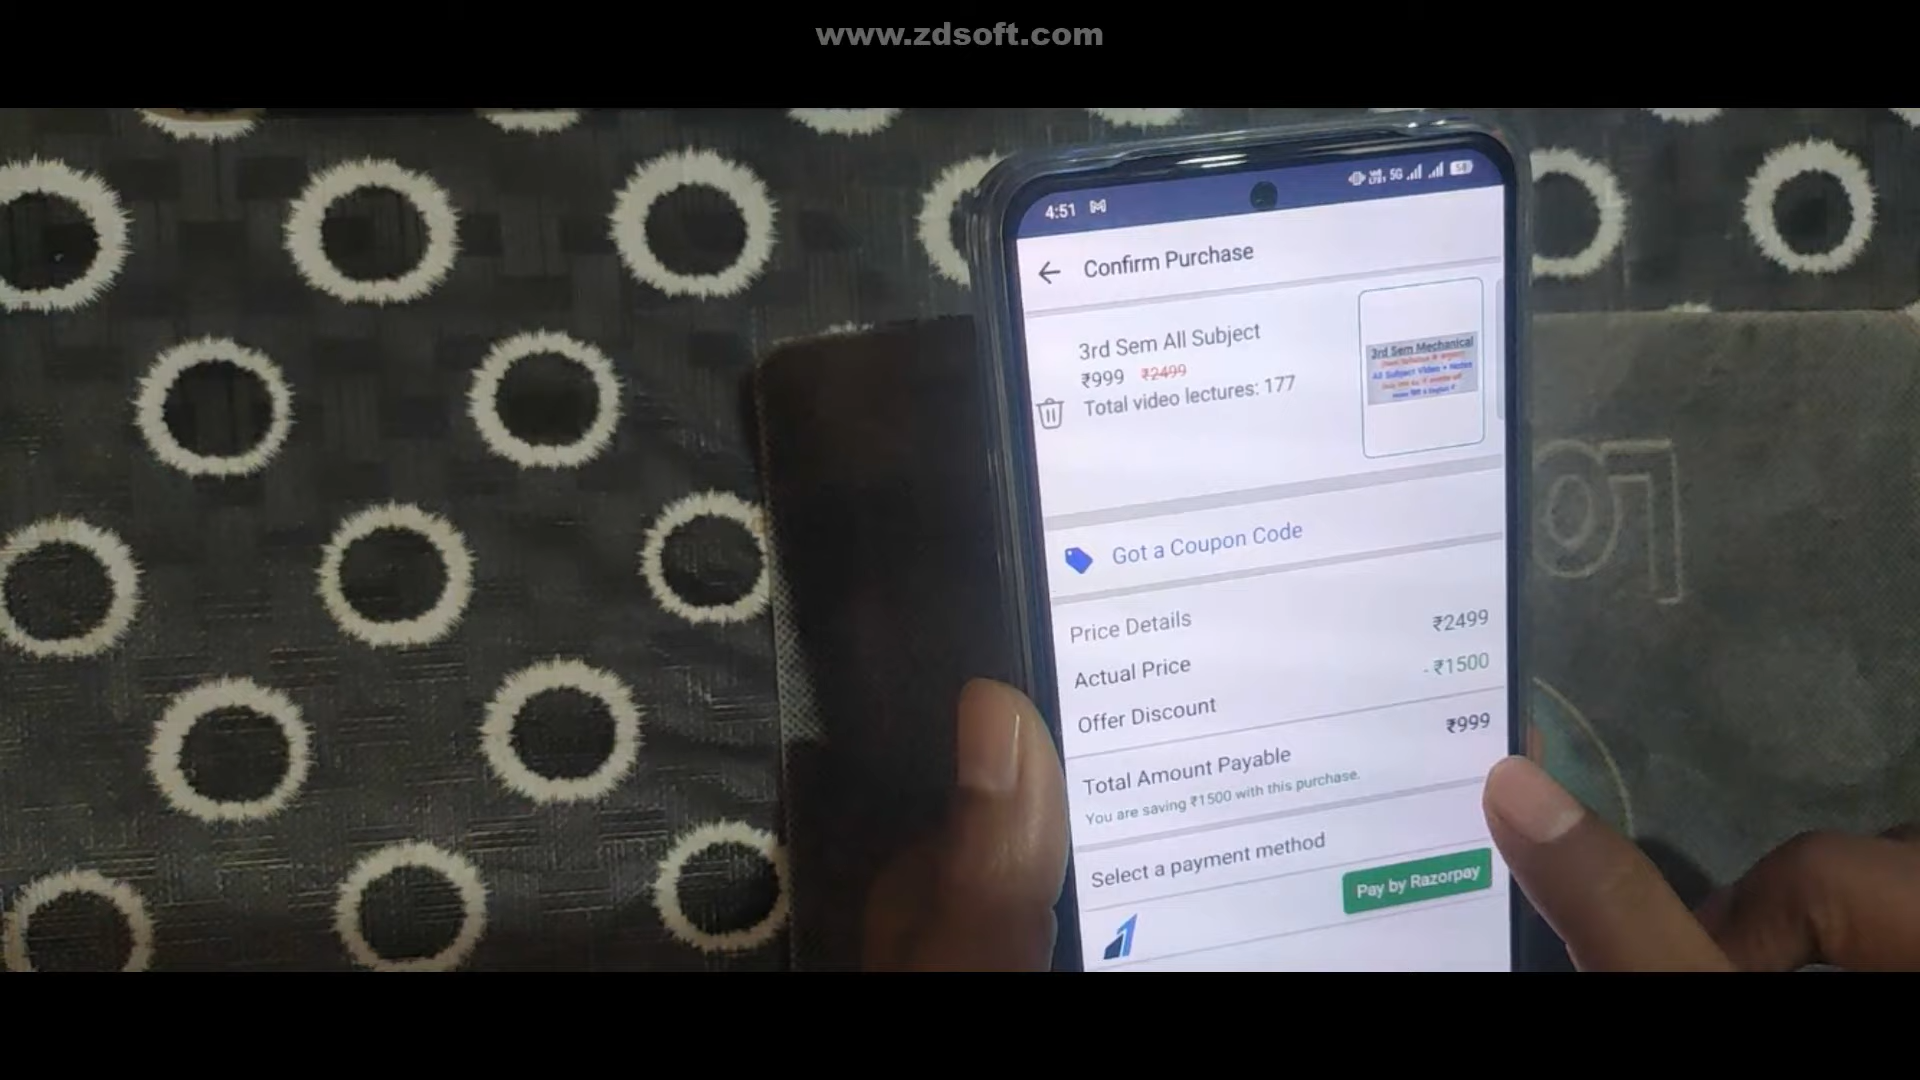 www.zdsoft.com
4:51
5G
58
Confirm Purchase
3rd Sem All Subject
₹999 ₹2499
Total video lectures: 177
3rd Sem Mechanical
All Subject Video + Notes
Got a Coupon Code
Price Details
₹2499
Actual Price
- ₹1500
Offer Discount
₹999
Total Amount Payable
You are saving ₹1500 with this purchase.
Select a payment method
Pay by Razorpay